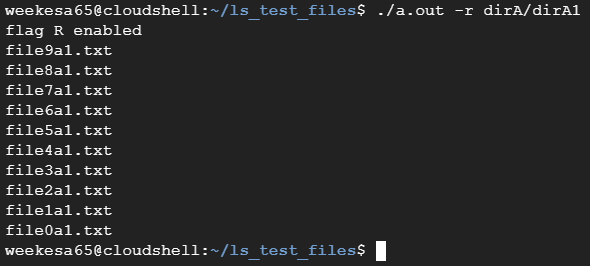 weekesa65@cloudshell:~/ls_test_files$ ./a.out -r dirA/dirA1
flag R enabled
file9a1.txt
file8a1.txt
file7a1.txt
file6a1.txt
file5a1.txt
file4a1.txt
file3a1.txt
file2a1.txt
file1a1.txt
file0a1.txt
weekesa65@cloudshell:~/ls_test_files$